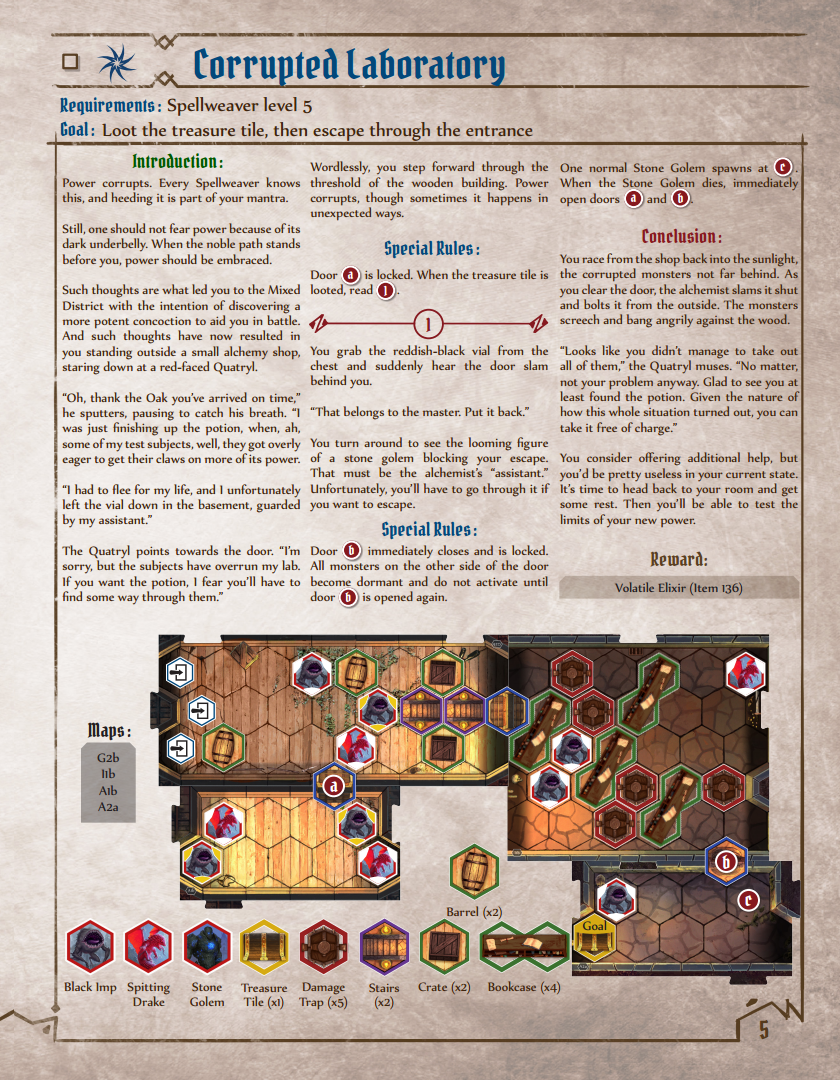 Corrupted Laboratory
Requirements: Spellweaver level 5
Goal: Loot the treasure tile, then escape through the entrance
Introduction:
Power corrupts. Every Spellweaver knows
this, and heeding it is part of your mantra.
Still, one should not fear power because of its
dark underbelly. When the noble path stands
before you, power should be embraced.
Such thoughts are what led you to the Mixed
District with the intention of discovering a
more potent concoction to aid you in battle.
And such thoughts have now resulted in
you standing outside a small alchemy shop,
staring down at a red-faced Quatryl.
“Oh, thank the Oak you’ve arrived on time,”
he sputters, pausing to catch his breath. “I
was just finishing up the potion, when, ah,
some of my test subjects, well, they got overly
eager to get their claws on more of its power.
“I had to flee for my life, and I unfortunately
left the vial down in the basement, guarded
by my assistant.”
The Quatryl points towards the door. “I’m
sorry, but the subjects have overrun my lab.
If you want the potion, I fear you’ll have to
find some way through them.”
Wordlessly, you step forward through the
threshold of the wooden building. Power
corrupts, though sometimes it happens in
unexpected ways.
Special Rules:
Door a is locked. When the treasure tile is
looted, read 1.
1
You grab the reddish-black vial from the
chest and suddenly hear the door slam
behind you.
“That belongs to the master. Put it back.”
You turn around to see the looming figure
of a stone golem blocking your escape.
That must be the alchemist’s “assistant.”
Unfortunately, you’ll have to go through it if
you want to escape.
Special Rules:
Door b immediately closes and is locked.
All monsters on the other side of the door
become dormant and do not activate until
door b is opened again.
One normal Stone Golem spawns at c.
When the Stone Golem dies, immediately
open doors a and b.
Conclusion:
You race from the shop back into the sunlight,
the corrupted monsters not far behind. As
you clear the door, the alchemist slams it shut
and bolts it from the outside. The monsters
screech and bang angrily against the wood.
“Looks like you didn’t manage to take out
all of them,” the Quatryl muses. “No matter,
not your problem anyway. Glad to see you at
least found the potion. Given the nature of
how this whole situation turned out, you can
take it free of charge.”
You consider offering additional help, but
you’d be pretty useless in your current state.
It’s time to head back to your room and get
some rest. Then you’ll be able to test the
limits of your new power.
Reward:
Volatile Elixir (Item 136)
Maps:
G2b
I1b
A1b
A2a
a
b
c
Goal
Barrel (x2)
Black Imp
Spitting
Drake
Stone
Golem
Treasure
Tile (x1)
Damage
Trap (x5)
Stairs
(x2)
Crate (x2)
Bookcase (x4)
5